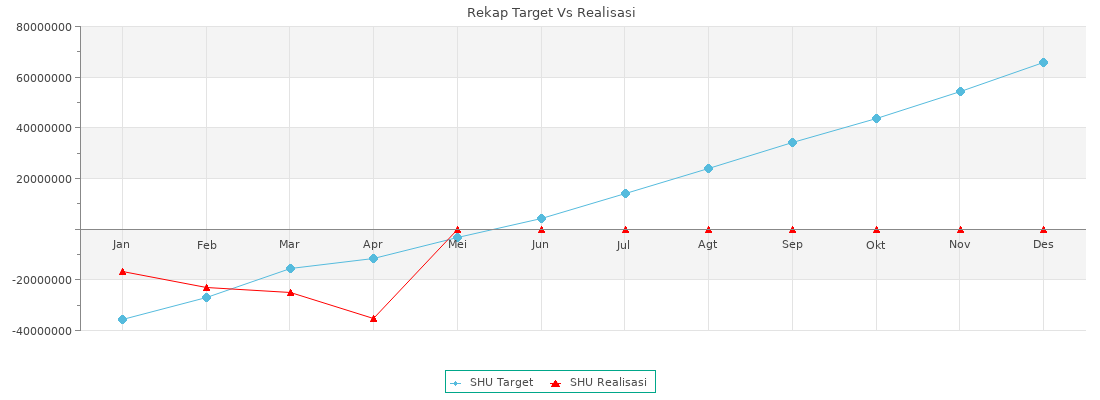 Rekap Target Vs Realisasi
80000000
60000000
40000000
20000000
Jan Feb Mar Apr Mei Jun Jul Agt Sep Okt Nov Des
-20000000
-40000000
SHU Target SHU Realisasi